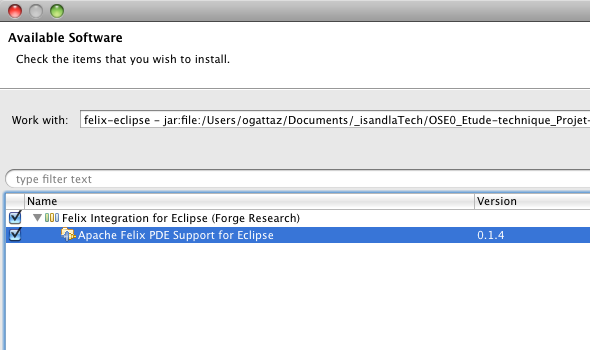 Available Software
Check the items that you wish to install.
Work with: felix-eclipse – jar:file:/Users/ogattaz/Documents/_isandlaTech/OSE0_Etude-technique_Projet-
type filter text
Name Version
Felix Integration for Eclipse (Forge Research)
Apache Felix PDE Support for Eclipse 0.1.4